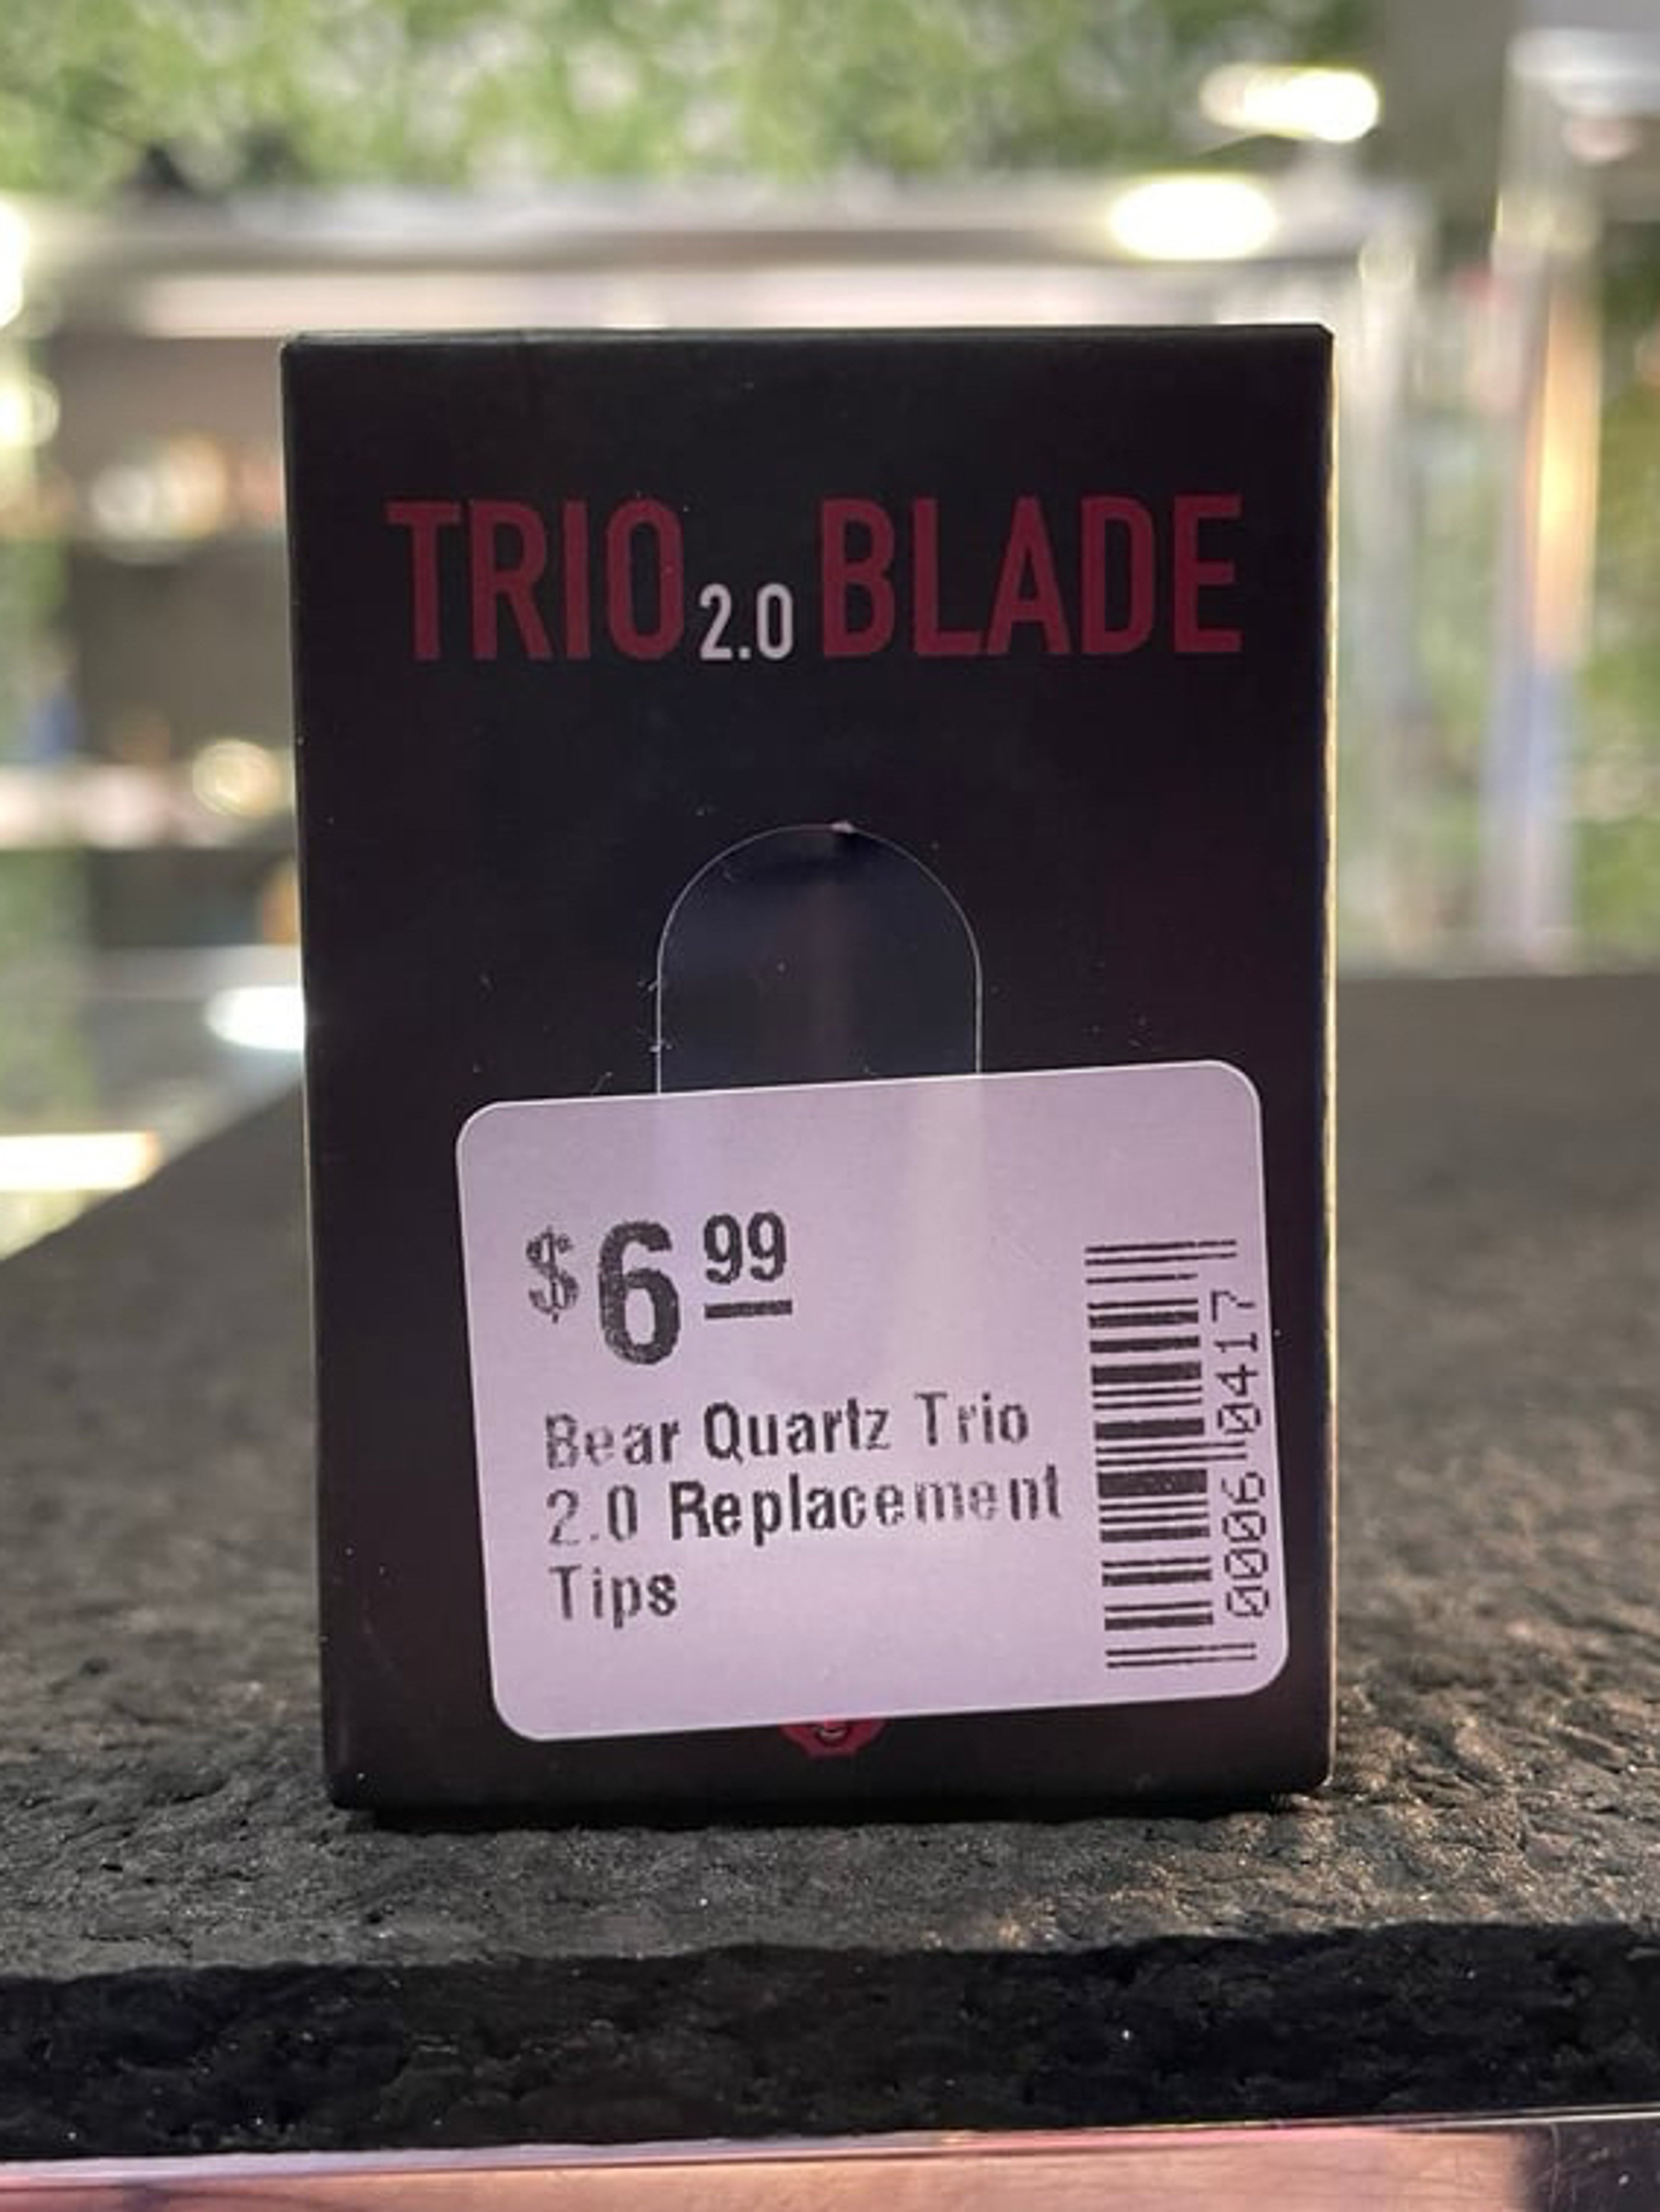 TRIO 2.0 BLADE
$6 99
Bear Quartz Trio
2.0 Replacement
Tips
0006 0417